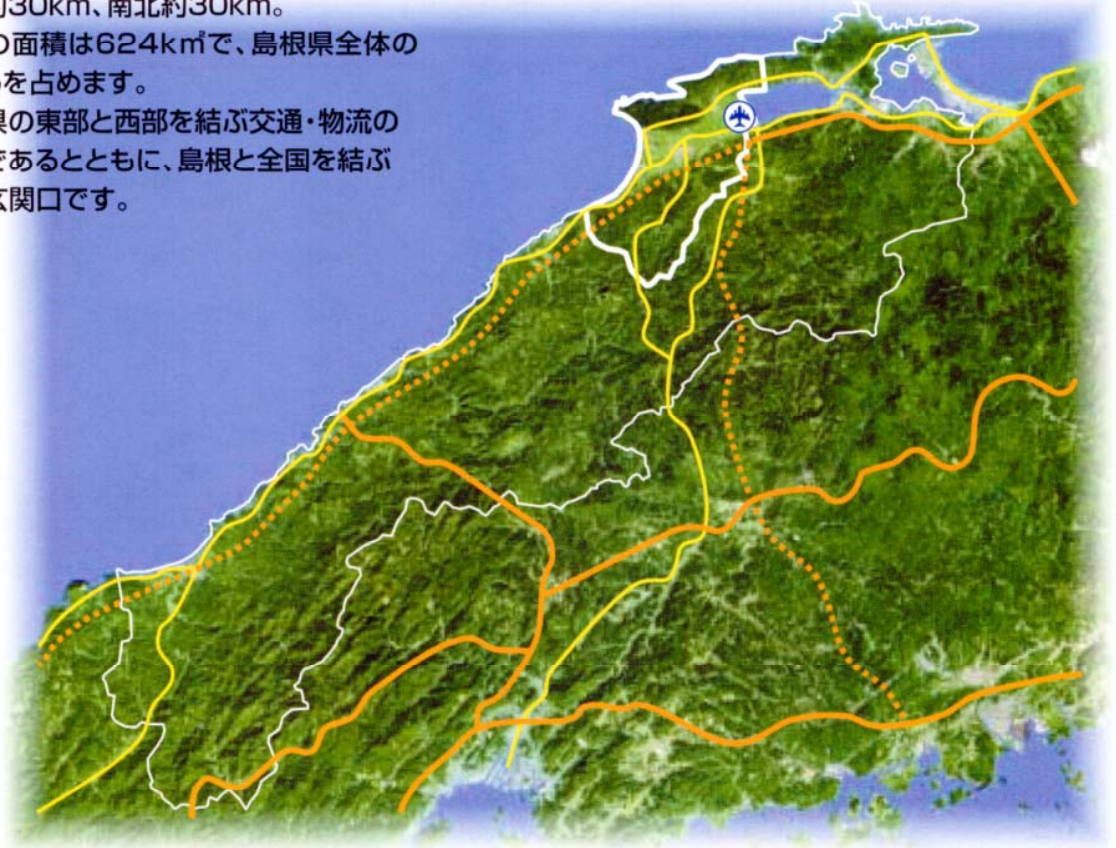 30km、南北約30km。
面積は624k㎡で、島根県全体の
を占めます。
の東部と西部を結ぶ交通・物流の
であるとともに、島根と全国を結ぶ
玄関口です。